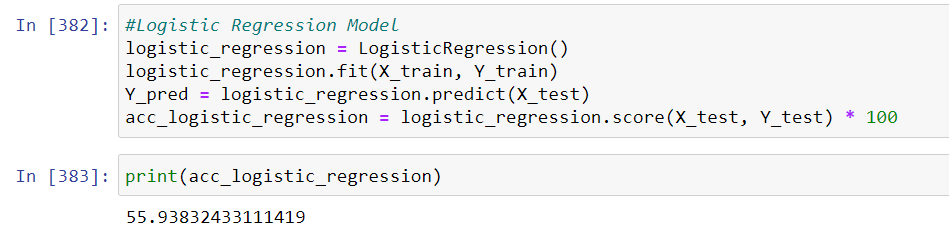 In [382]: #Logistic Regression Model
logistic_regression = LogisticRegression()
logistic_regression.fit(X_train, Y_train)
Y_pred = logistic_regression.predict(X_test)
acc_logistic_regression = logistic_regression.score(X_test, Y_test) * 100
In [383]: print(acc_logistic_regression)
55.93832433111419